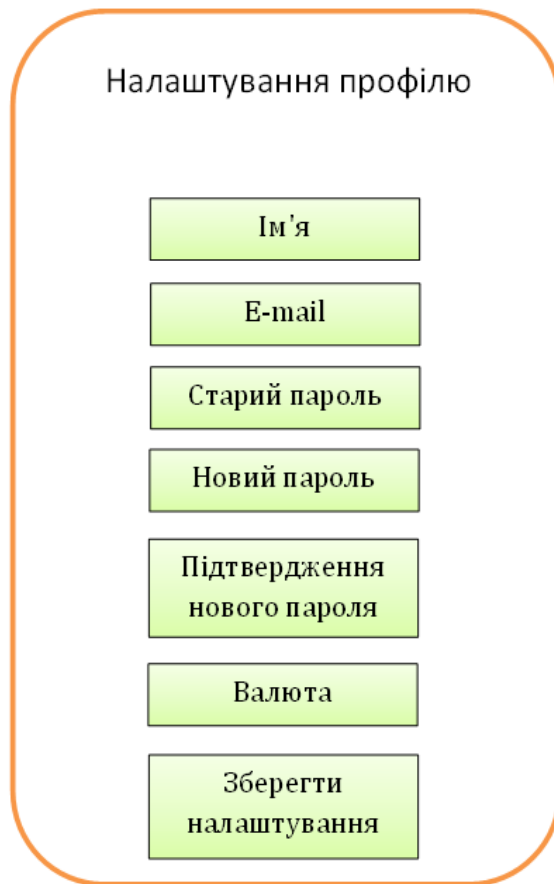 Налаштування профілю
Ім'я
E-mail
Старий пароль
Новий пароль
Підтвердження
нового пароля
Валюта
Зберегти
налаштування